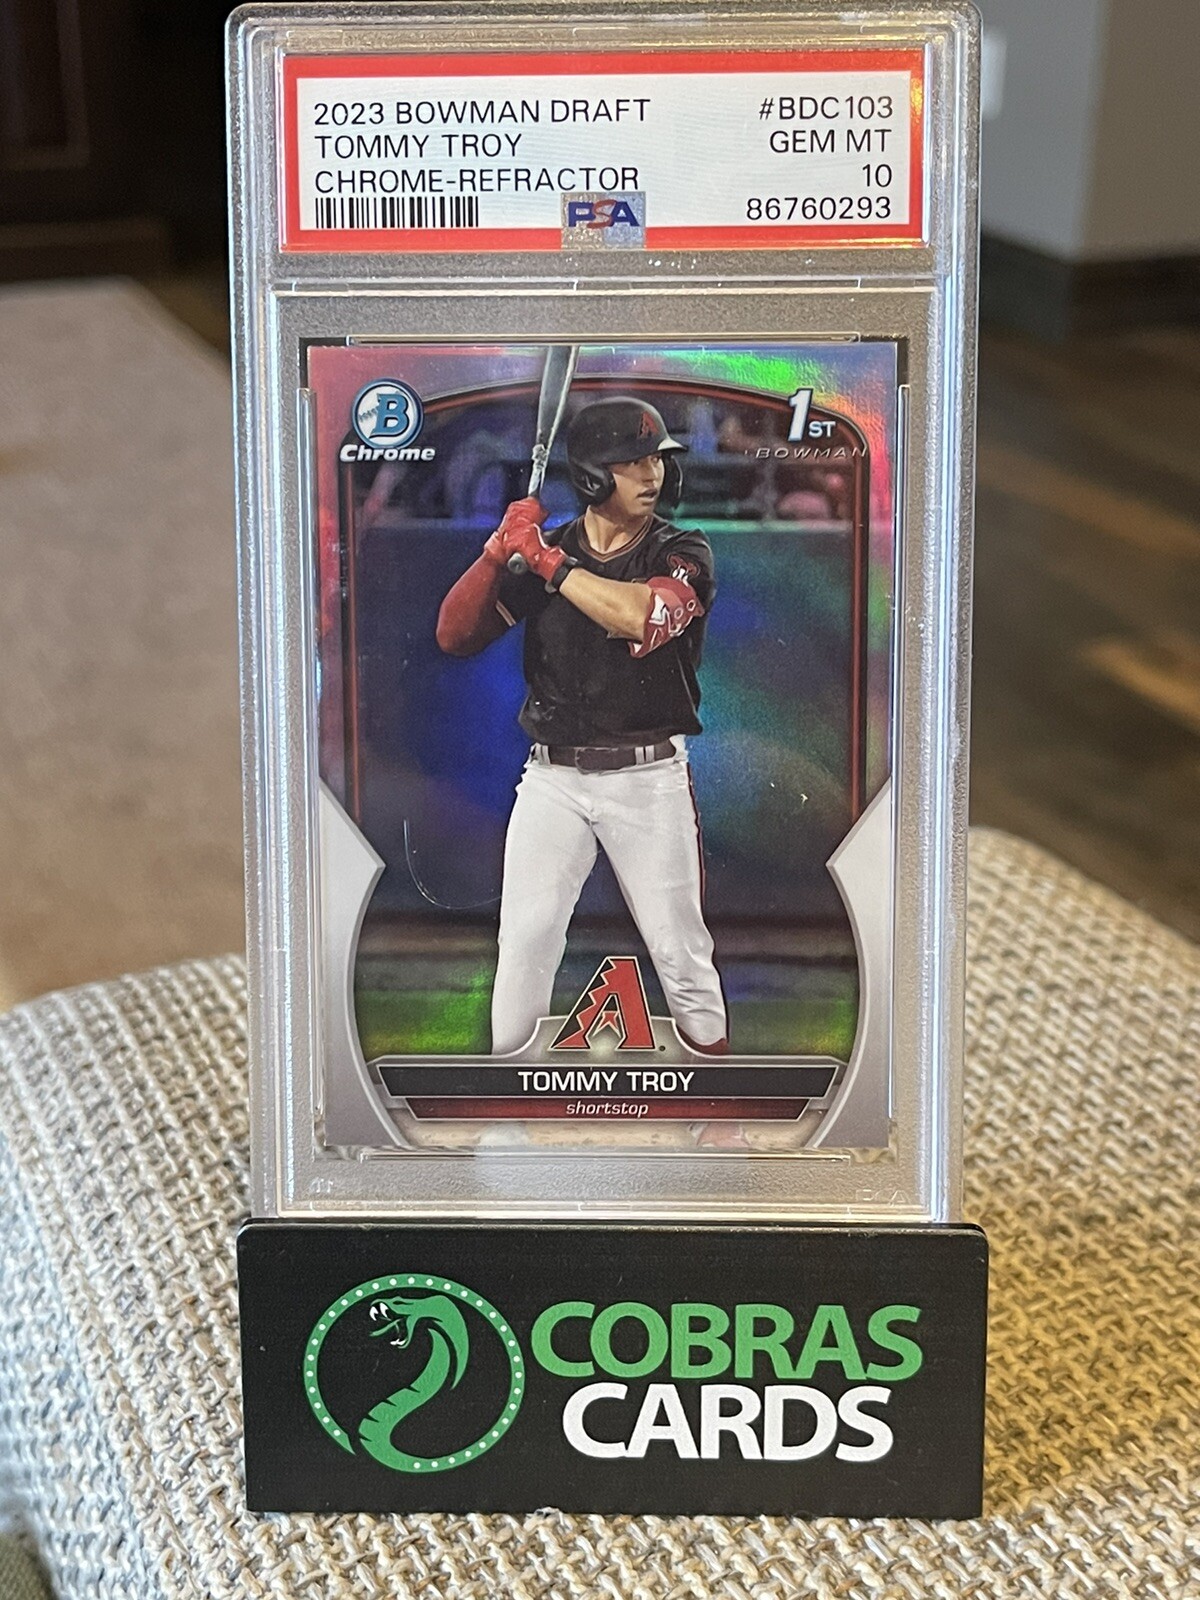 2023 BOWMAN DRAFT #BDC103
TOMMY TROY GEM MT
CHROME-REFRACTOR 10
PSA 86760293
B
Chrome
1ST
BOWMAN
A
TOMMY TROY
shortstop
PSA
COBRAS
CARDS